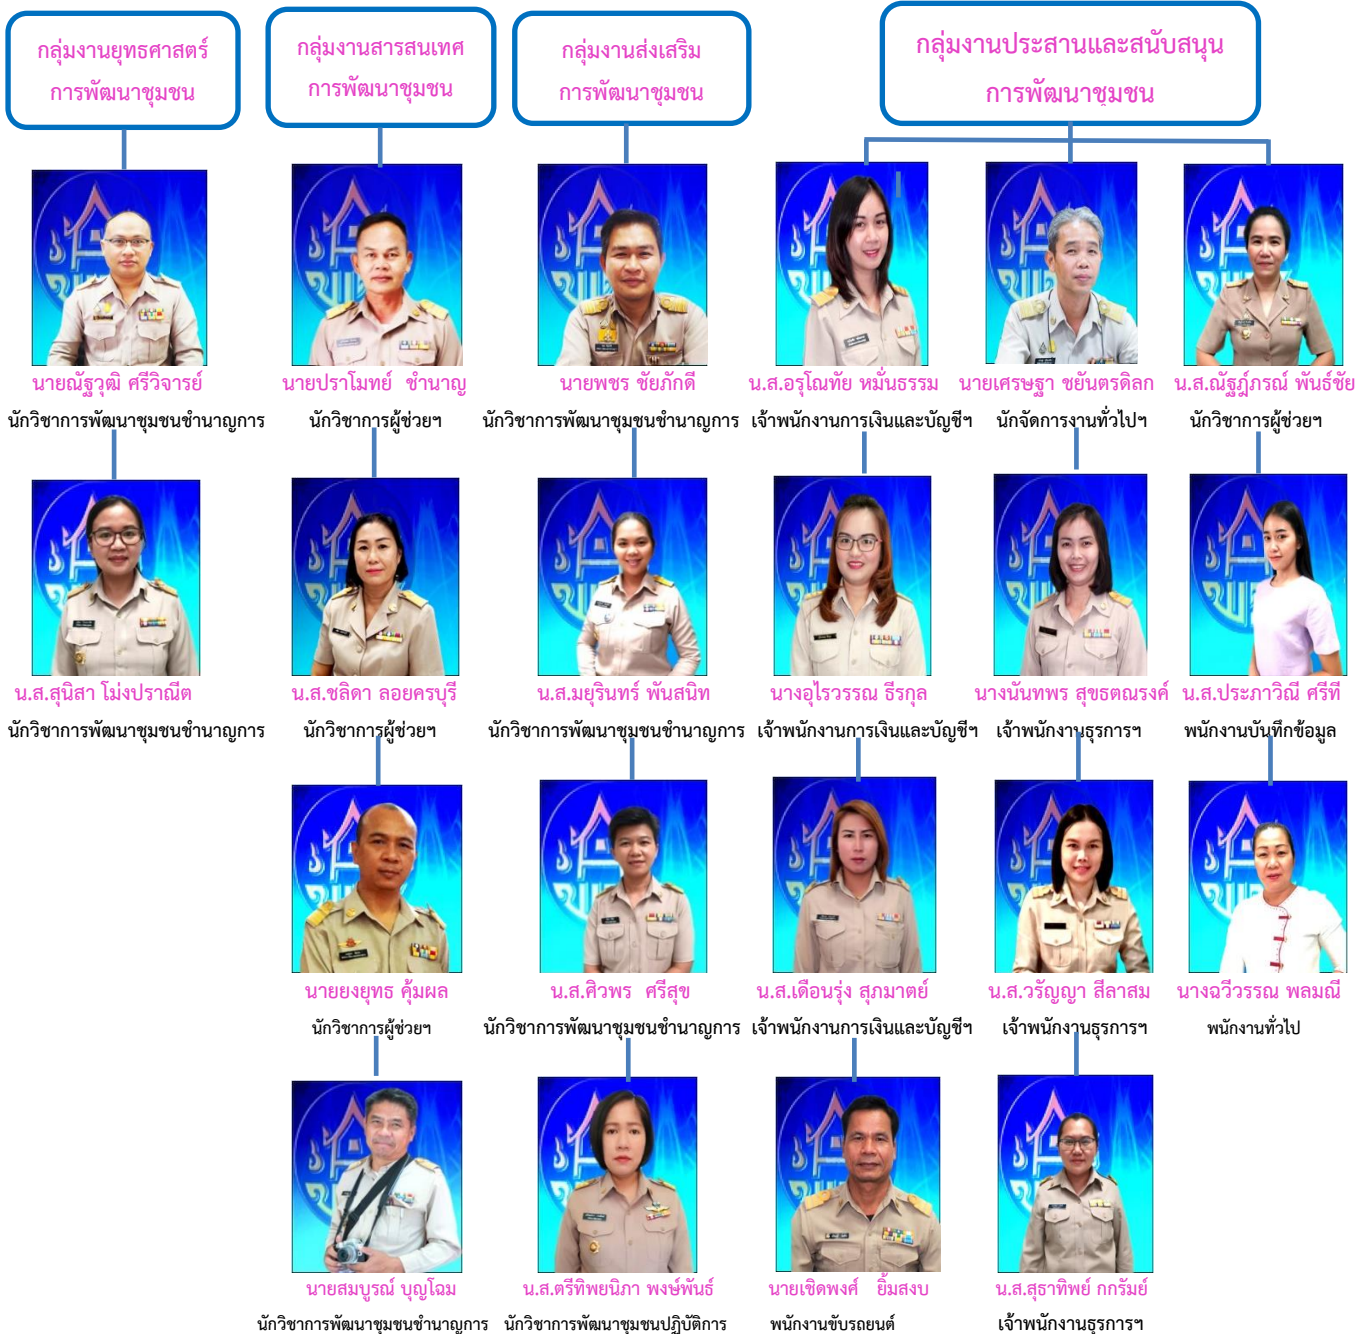 กลุ่มงานยุทธศาสตร์
การพัฒนาชุมชน
กลุ่มงานสารสนเทศ
การพัฒนาชุมชน
กลุ่มงานส่งเสริม
การพัฒนาชุมชน
กลุ่มงานประสานและสนับสนุน
การพัฒนาชุมชน
นายณัฐวุฒิ ศรีวิจารย์
นายปราโมทย์ ชำนาญ
นายพชร ชัยภักดี
น.ส.อรุโณทัย หมั่นธรรม
นายเศรษฐา ชยันตรดิลก
น.ส.ณัฐฎ์ภรณ์ พันธ์ชัย
นักวิชาการพัฒนาชุมชนชำนาญการ
นักวิชาการผู้ช่วยฯ
นักวิชาการพัฒนาชุมชนชำนาญการ
เจ้าพนักงานการเงินและบัญชีฯ
นักจัดการงานทั่วไปฯ
นักวิชาการผู้ช่วยฯ
น.ส.สุนิสา โม่งปราณีต
น.ส.ชลิดา ลอยครบุรี
น.ส.มยุรินทร์ พันสนิท
นางอุไรวรรณ ธีรกุล
นางนันทพร สุขธตณรงค์
น.ส.ประภาวิณี ศรีที
นักวิชาการพัฒนาชุมชนชำนาญการ
นักวิชาการผู้ช่วยฯ
นักวิชาการพัฒนาชุมชนชำนาญการ
เจ้าพนักงานการเงินและบัญชีฯ
เจ้าพนักงานธุรการฯ
พนักงานบันทึกข้อมูล
นายยงยุทธ คุ้มผล
น.ส.ศิวพร ศรีสุข
น.ส.เดือนรุ่ง สุภมาตย์
น.ส.วรัญญา สีลาสม
นางฉวีวรรณ พลมณี
นักวิชาการผู้ช่วยฯ
นักวิชาการพัฒนาชุมชนชำนาญการ
เจ้าพนักงานการเงินและบัญชีฯ
เจ้าพนักงานธุรการฯ
พนักงานทั่วไป
นายสมบูรณ์ บุญโฉม
น.ส.ตรีทิพยนิภา พงษ์พันธ์
นายเชิดพงศ์ ยิ้มสงบ
น.ส.สุธาทิพย์ กกรัมย์
นักวิชาการพัฒนาชุมชนชำนาญการ
นักวิชาการพัฒนาชุมชนปฏิบัติการ
พนักงานขับรถยนต์
เจ้าพนักงานธุรการฯ